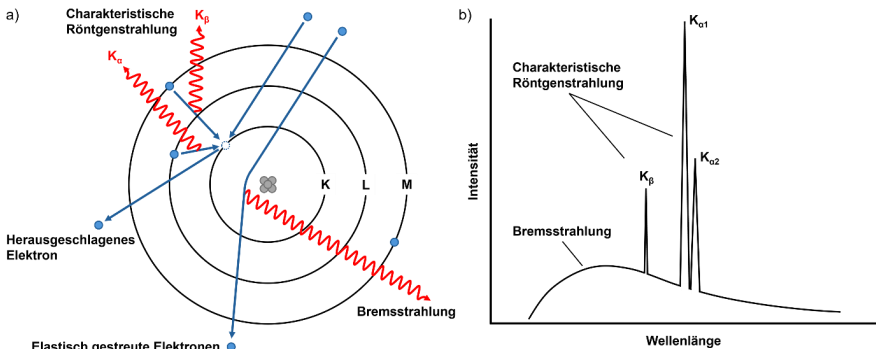 a)
Charakteristische
Röntgenstrahlung
Kβ
Kα
K
L
M
Herausgeschlagenes
Elektron
Bremsstrahlung
Elastisch gestreute Elektronen
b)
Kα1
Charakteristische
Röntgenstrahlung
Kα2
Kβ
Intensität
Bremsstrahlung
Wellenlänge